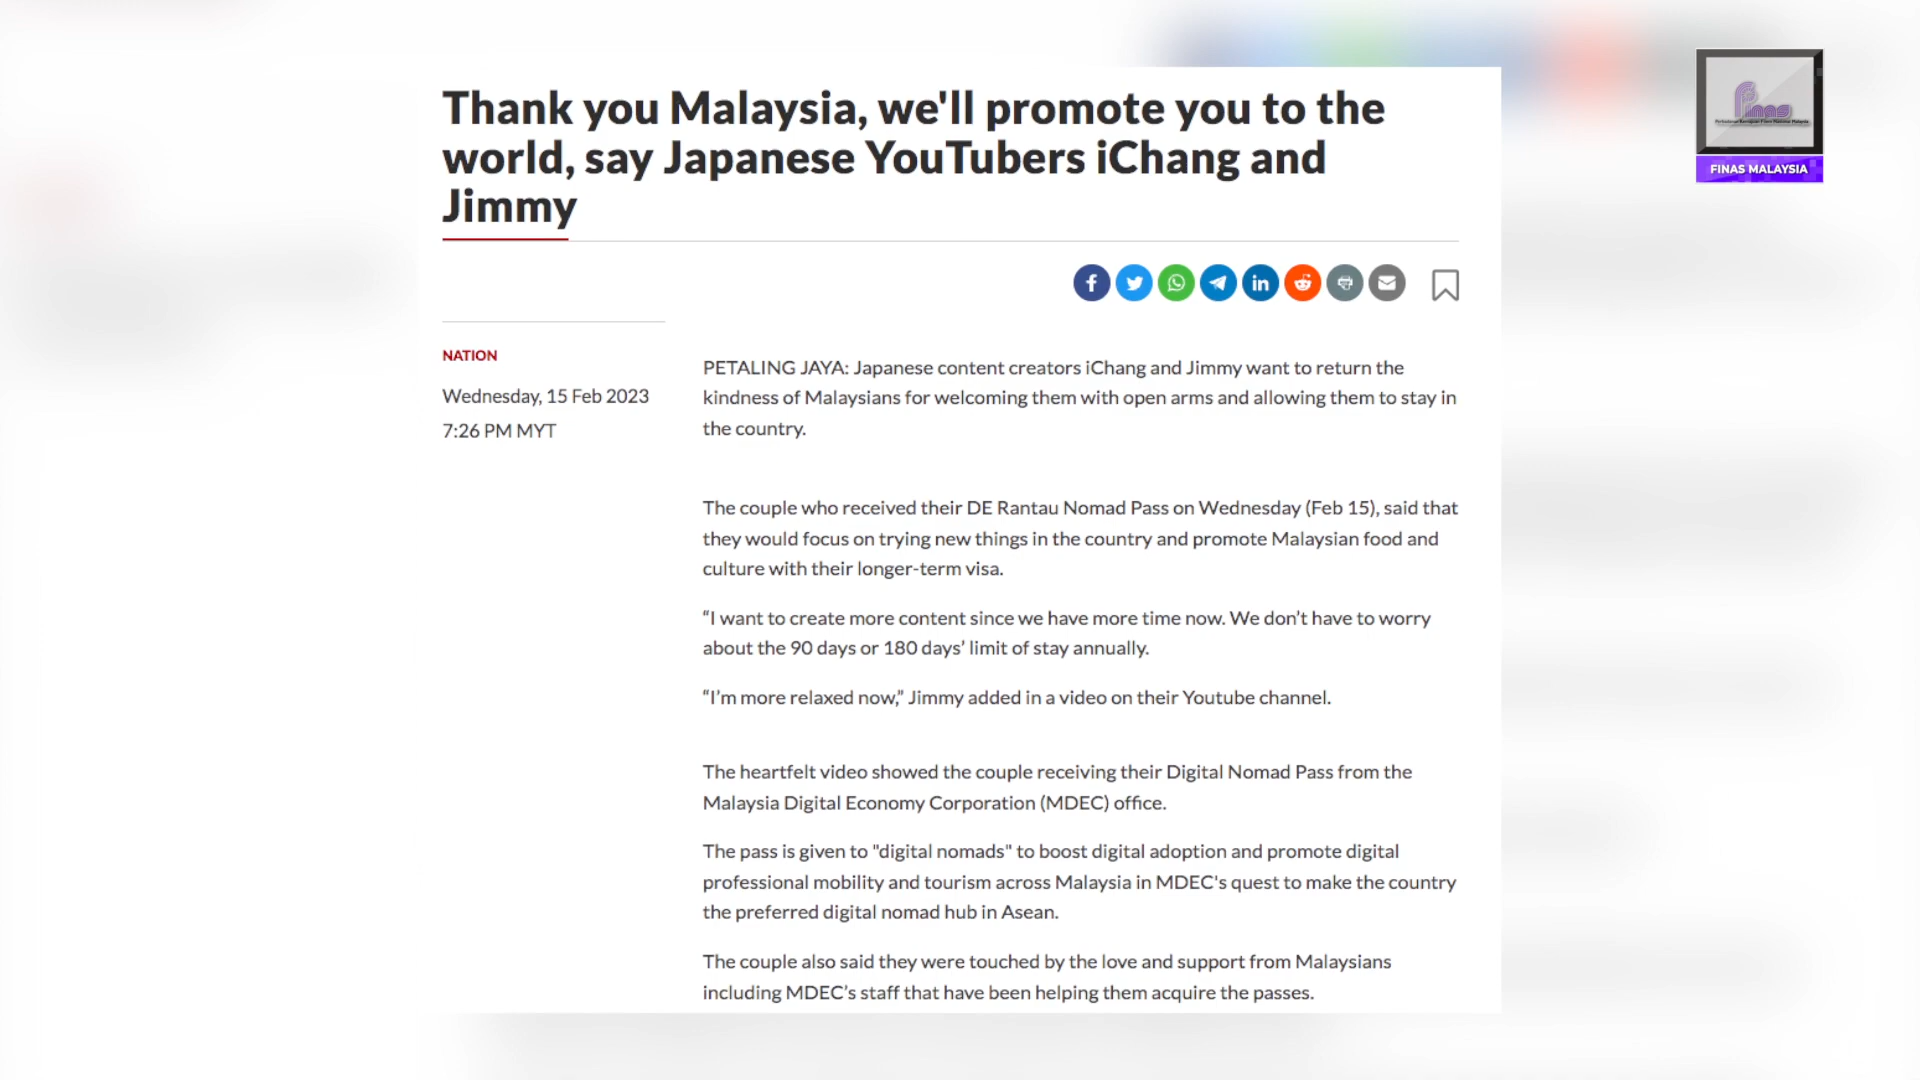 Thank you Malaysia, we'll promote you to the
world, say Japanese YouTubers iChang and
Jimmy
Finas
FINAS MALAYSIA
NATION
Wednesday, 15 Feb 2023
7:26 PM MYT
PETALING JAYA: Japanese content creators iChang and Jimmy want to return the
kindness of Malaysians for welcoming them with open arms and allowing them to stay in
the country.
The couple who received their DE Rantau Nomad Pass on Wednesday (Feb 15), said that
they would focus on trying new things in the country and promote Malaysian food and
culture with their longer-term visa.
“I want to create more content since we have more time now. We don’t have to worry
about the 90 days or 180 days’ limit of stay annually.
“I’m more relaxed now,” Jimmy added in a video on their Youtube channel.
The heartfelt video showed the couple receiving their Digital Nomad Pass from the
Malaysia Digital Economy Corporation (MDEC) office.
The pass is given to "digital nomads" to boost digital adoption and promote digital
professional mobility and tourism across Malaysia in MDEC's quest to make the country
the preferred digital nomad hub in Asean.
The couple also said they were touched by the love and support from Malaysians
including MDEC’s staff that have been helping them acquire the passes.